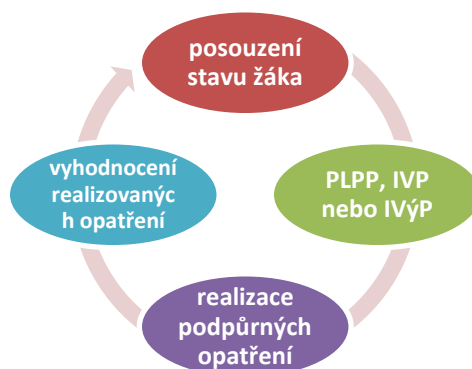 posouzení
stavu žáka
PLPP, IVP
nebo IVýP
realizace
podpůrných
opatření
vyhodnocení
realizovanýc
h opatření